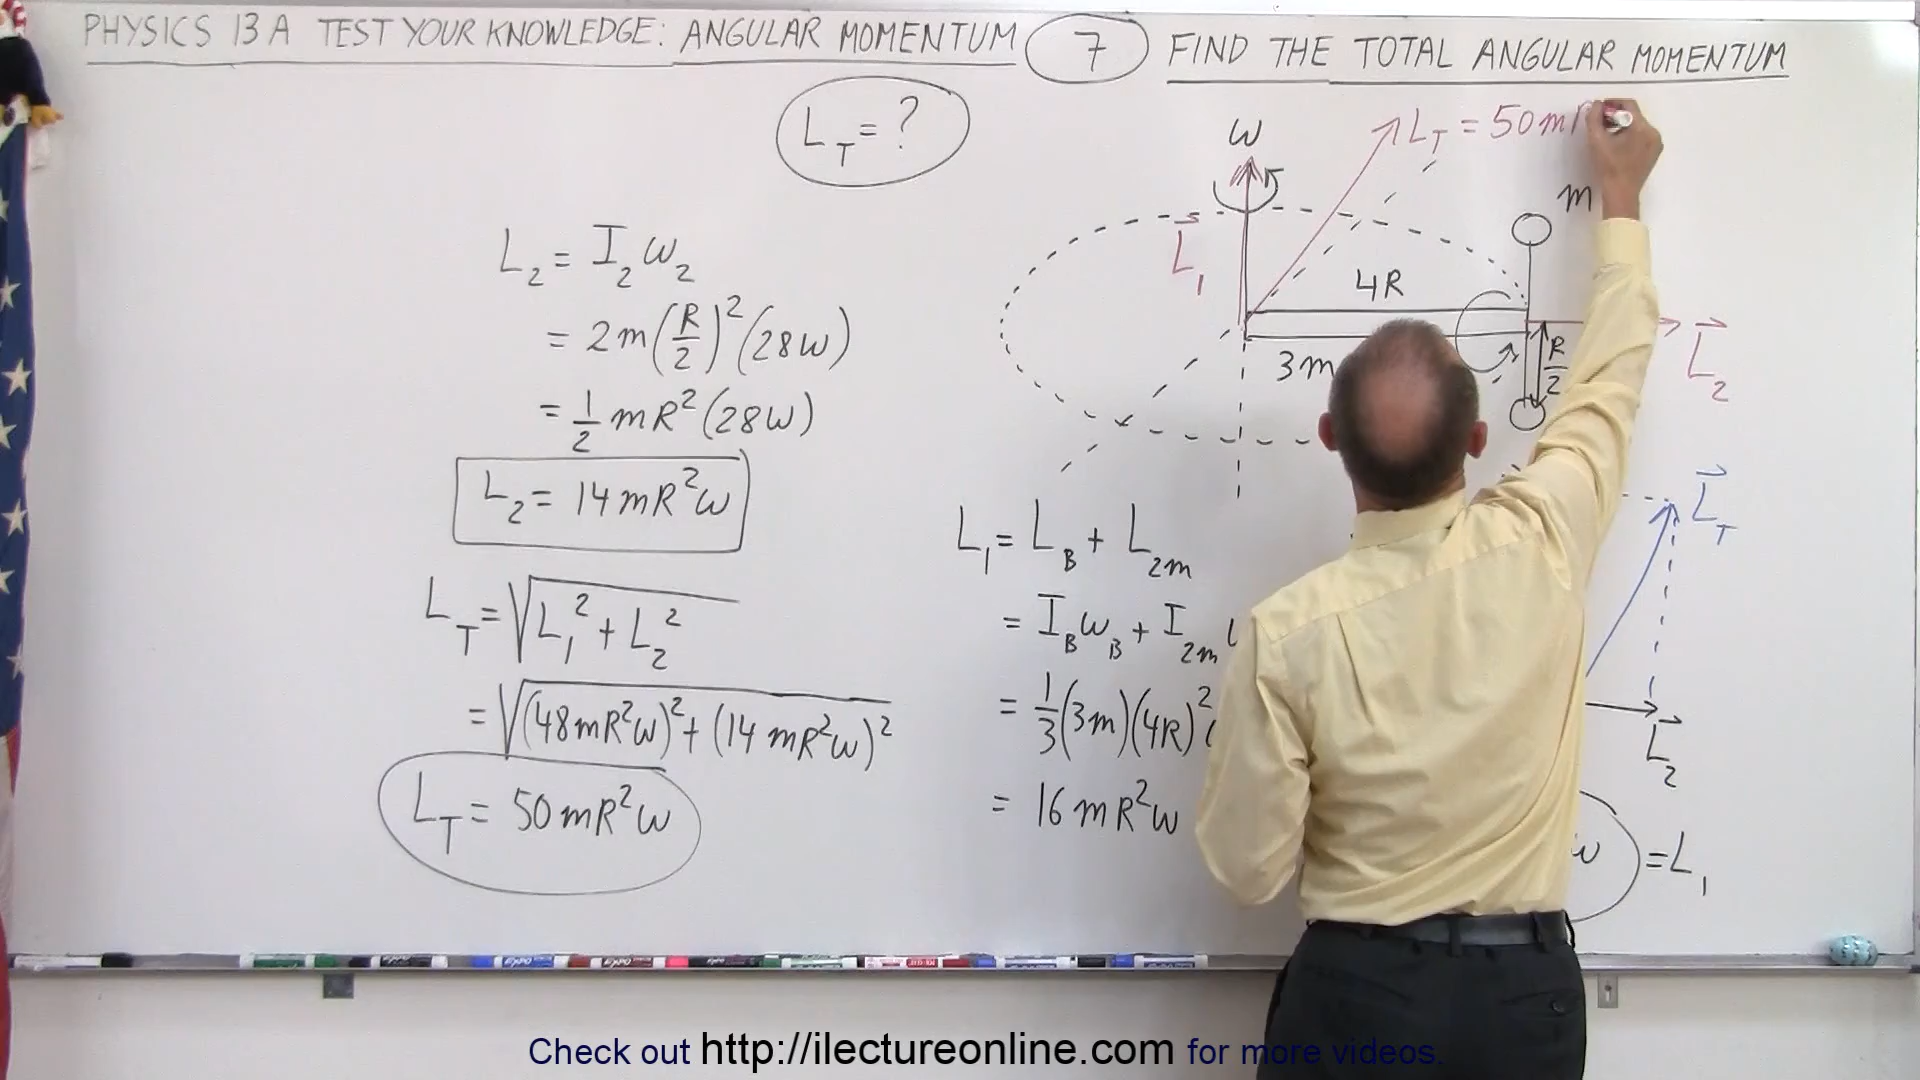 PHYSICS 13A TEST YOUR KNOWLEDGE: ANGULAR MOMENTUM 7 FIND THE TOTAL ANGULAR MOMENTUM
L_T = ?
L_2 = I_2 ω_2
= 2m(R/2)^2(28ω)
= 1/2 mR^2(28ω)
L_2 = 14mR^2ω
L_T = √(L_1^2 + L_2^2)
= √((48mR^2ω)^2 + (14mR^2ω)^2)
L_T = 50mR^2ω
ω
L_T = 50m
m
L_1
4R
3m
R/2
L_2
L_1 = L_B + L_2m
= I_B ω_B + I_2m
= 1/3(3m)(4R)^2
= 16mR^2ω
L_T
L_2
ω = L_1
Check out http://ilectureonline.com for more videos.